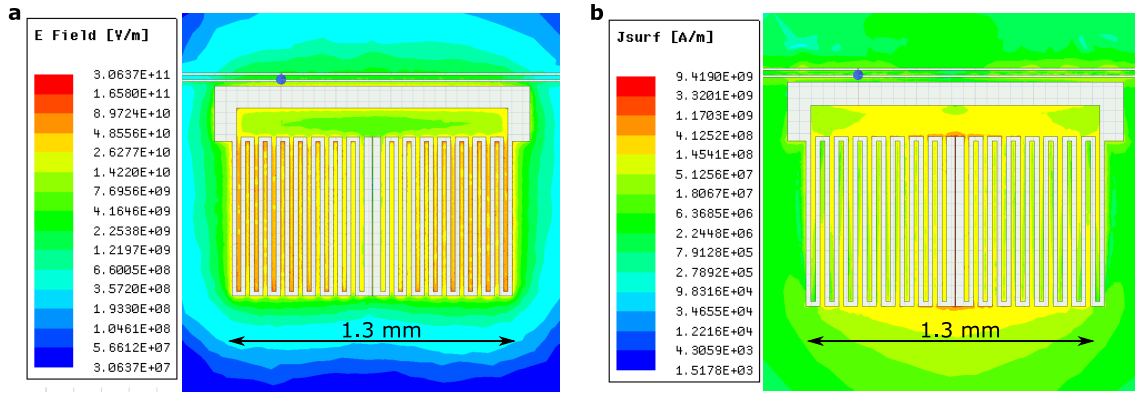 a
E Field [V/m]
3.0637E+11
1.6580E+11
8.9724E+10
4.8556E+10
2.6277E+10
1.4220E+10
7.6956E+09
4.1646E+09
2.2538E+09
1.2197E+09
6.6005E+08
3.5720E+08
1.9330E+08
1.0461E+08
5.6612E+07
3.0637E+07
1.3 mm
b
Jsurf [A/m]
9.4190E+09
3.3201E+09
1.1703E+09
4.1252E+08
1.4541E+08
5.1256E+07
1.8067E+07
6.3685E+06
2.2448E+06
7.9128E+05
2.7892E+05
9.8316E+04
3.4655E+04
1.2216E+04
4.3059E+03
1.5178E+03
1.3 mm